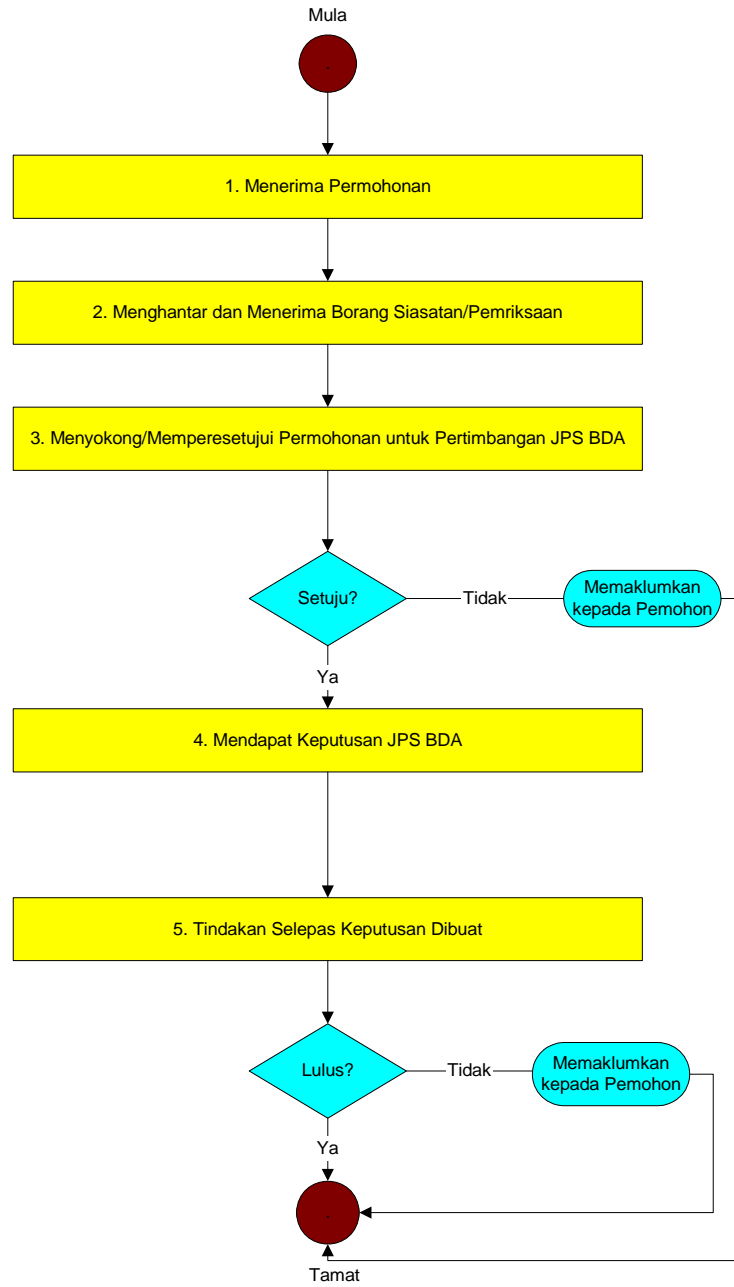 Mula
1. Menerima Permohonan
2. Menghantar dan Menerima Borang Siasatan/Pemriksaan
3. Menyokong/Memperesetujui Permohonan untuk Pertimbangan JPS BDA
Setuju?
Tidak
Memaklumkan
kepada Pemohon
Ya
4. Mendapat Keputusan JPS BDA
5. Tindakan Selepas Keputusan Dibuat
Lulus?
Tidak
Memaklumkan
kepada Pemohon
Ya
Tamat